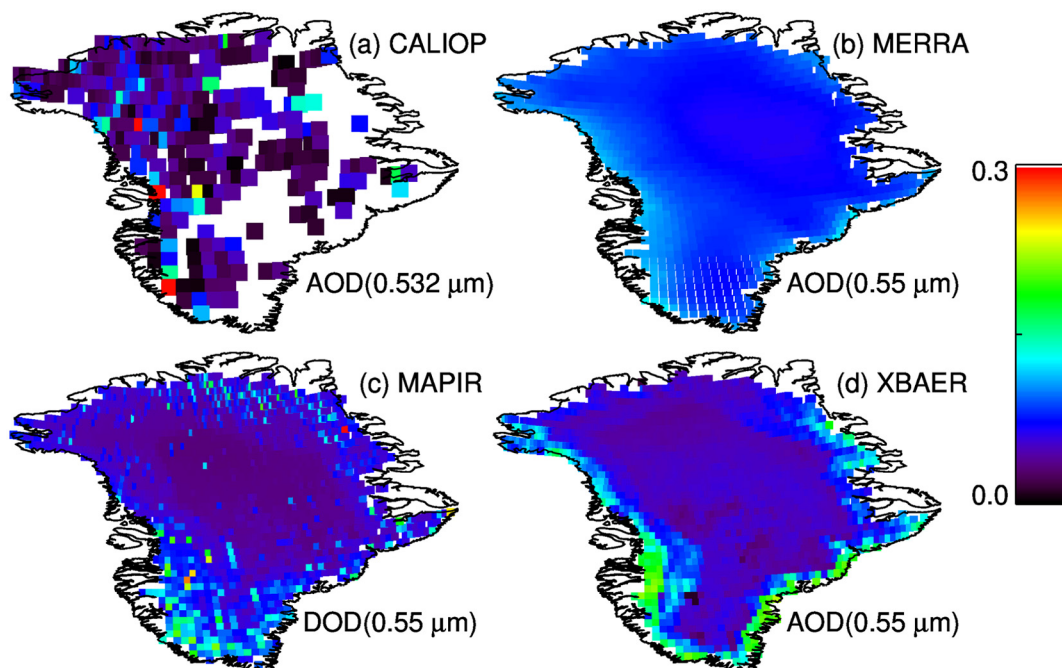 (a) CALIOP
(b) MERRA
AOD(0.532 μm)
AOD(0.55 μm)
0.3
0.0
(c) MAPIR
(d) XBAER
DOD(0.55 μm)
AOD(0.55 μm)